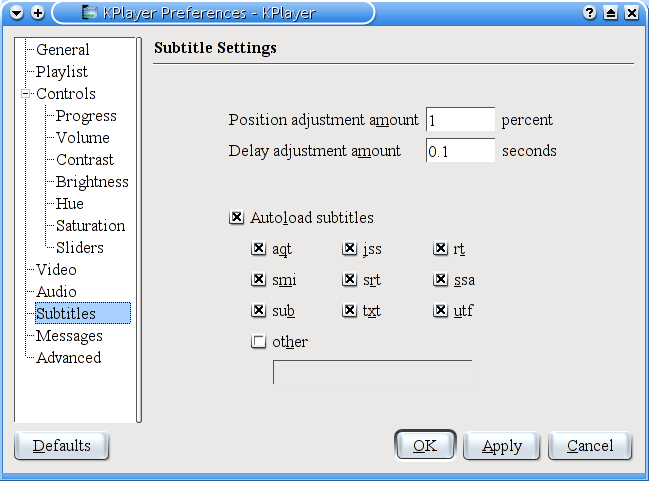 KPlayer Preferences - KPlayer
General
Playlist
Controls
Progress
Volume
Contrast
Brightness
Hue
Saturation
Sliders
Video
Audio
Subtitles
Messages
Advanced
Subtitle Settings
Position adjustment amount 1 percent
Delay adjustment amount 0.1 seconds
Autoload subtitles
aqt jss rt
smi srt ssa
sub txt utf
other
Defaults OK Apply Cancel